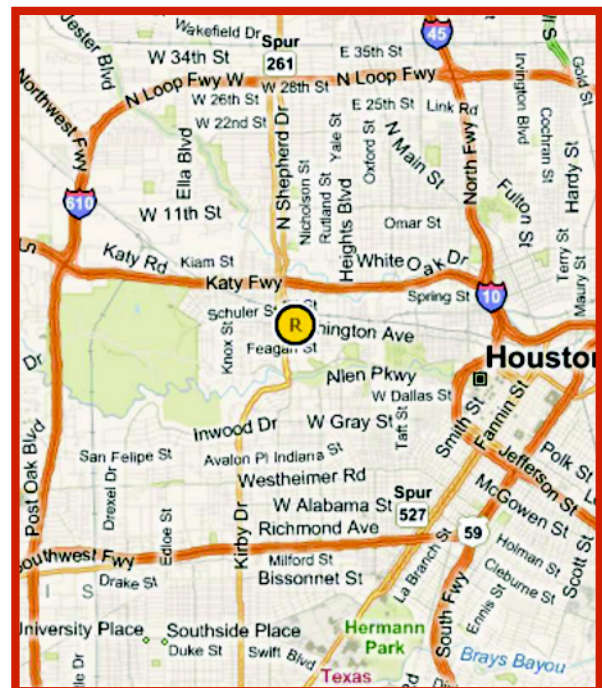 Wakefield Dr
Jester Blvd
W 34th St
Spur
261
E 35th St
45
Irvington Blvd
Gold St
N Loop Fwy W
W 28th St
N Loop Fwy
Northwest Fwy
W 26th St
W 22nd St
E 25th St
Link Rd
Ella Blvd
N Shepherd Dr
Nicholson St
Rutland St
Yale St
Heights Blvd
Oxford St
N Main St
North Fwy
Cochran St
Hardy St
Fulton St
610
W 11th St
Omar St
Katy Rd
Kiam St
White Oak Dr
Terry St
Maury St
Katy Fwy
Spring St
10
Schuler St
R
Knox St
Feagan St
Dr
Houston
Allen Pkwy
W Dallas St
Post Oak Blvd
Inwood Dr
W Gray St
Taft St
Smith St
Fannin St
San Felipe St
Avalon Pl
Indiana St
Jefferson St
Polk St
Drexel Dr
Westheimer Rd
Edloe St
Kirby Dr
W Alabama St
Spur
527
McGowen St
Richmond Ave
59
Scott St
Southwest Fwy
Milford St
Holman St
Drake St
Bissonnet St
La Branch St
Cleburne St
Ennis St
University Place
Southside Place
Hermann
Park
South Fwy
Duke St
Swift Blvd
Brays Bayou
Texas